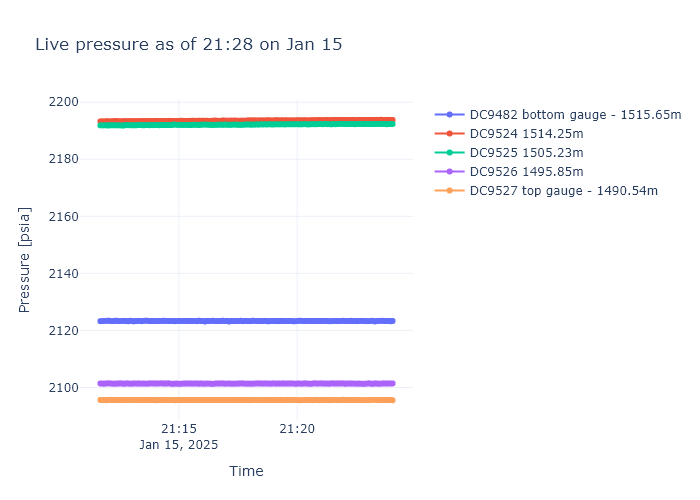 Live pressure as of 21:28 on Jan 15
2200
2180
2160
2140
2120
2100
Pressure [psia]
21:15
Jan 15, 2025
21:20
Time
DC9482 bottom gauge - 1515.65m
DC9524 1514.25m
DC9525 1505.23m
DC9526 1495.85m
DC9527 top gauge - 1490.54m